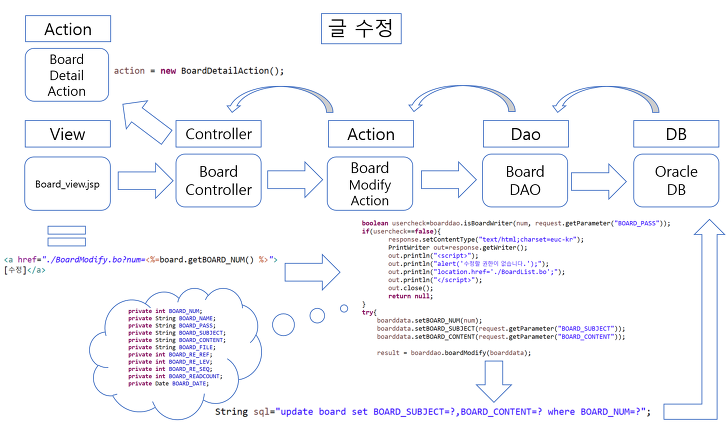 글 수정
Action
Board
Detail
Action
action = new BoardDetailAction();
View
Controller
Action
Dao
DB
Board_view.jsp
Board
Controller
Board
Modify
Action
Board
DAO
Oracle
DB
<a href="./BoardModify.bo?num=<%=board.getBOARD_NUM() %>">
[수정]</a>
boolean usercheck=boarddao.isBoardWriter(num, request.getParameter("BOARD_PASS"));
if(usercheck==false){
response.setContentType("text/html;charset=euc-kr");
PrintWriter out=response.getWriter();
out.println("<script>");
out.println("alert('수정할 권한이 없습니다.');");
out.println("location.href='./BoardList.bo';");
out.println("</script>");
out.close();
return null;
}
try{
boarddata.setBOARD_NUM(num);
boarddata.setBOARD_SUBJECT(request.getParameter("BOARD_SUBJECT"));
boarddata.setBOARD_CONTENT(request.getParameter("BOARD_CONTENT"));
result = boarddao.boardModify(boarddata);
private int BOARD_NUM;
private String BOARD_NAME;
private String BOARD_PASS;
private String BOARD_SUBJECT;
private String BOARD_CONTENT;
private String BOARD_FILE;
private int BOARD_RE_REF;
private int BOARD_RE_LEV;
private int BOARD_RE_SEQ;
private int BOARD_READCOUNT;
private Date BOARD_DATE;
String sql="update board set BOARD_SUBJECT=?,BOARD_CONTENT=? where BOARD_NUM=?";